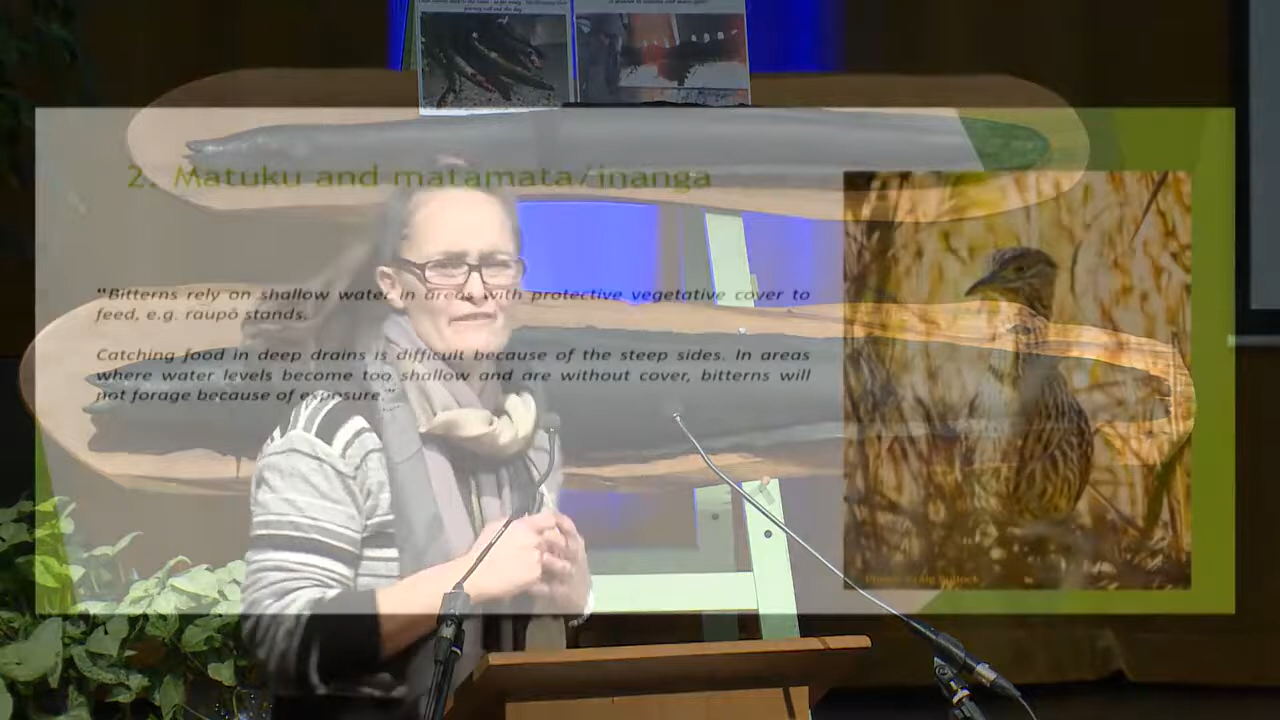 2. Matuku and matamata/inanga
"Bitterns rely on shallow water in areas with protective vegetative cover to
feed, e.g. raupō stands.
Catching food in deep drains is difficult because of the steep sides. In areas
where water levels become too shallow and are without cover, bitterns will
not forage because of exposure."